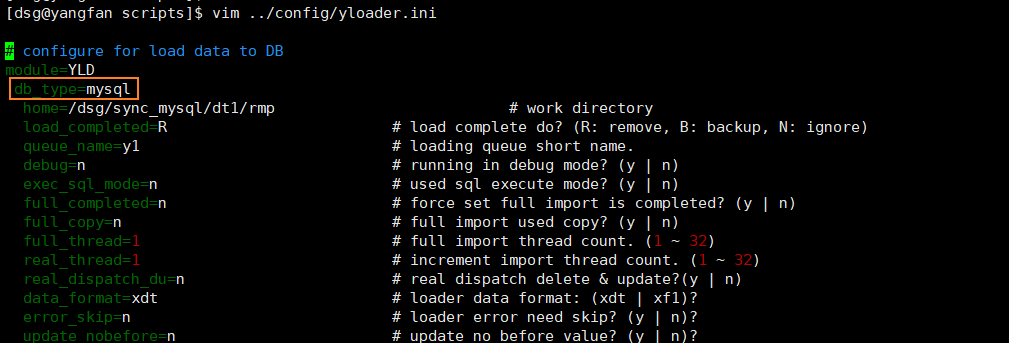 [dsg@yangfan scripts]$ vim ../config/yloader.ini
# configure for load data to DB
module=YLD
db_type=mysql
home=/dsg/sync_mysql/dt1/rmp # work directory
load_completed=R # load complete do? (R: remove, B: backup, N: ignore)
queue_name=y1 # loading queue short name.
debug=n # running in debug mode? (y | n)
exec_sql_mode=n # used sql execute mode? (y | n)
full_completed=n # force set full import is completed? (y | n)
full_copy=n # full import used copy? (y | n)
full_thread=1 # full import thread count. (1 ~ 32)
real_thread=1 # increment import thread count. (1 ~ 32)
real_dispatch_du=n # real dispatch delete & update?(y | n)
data_format=xdt # loader data format: (xdt | xf1)?
error_skip=n # loader error need skip? (y | n)?
update_nobefore=n # update no before value? (y | n)?